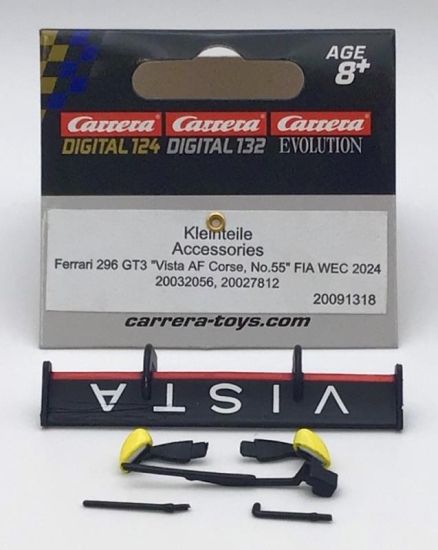 AGE
8+
Carrera Carrera Carrera
DIGITAL 124 DIGITAL 132 EVOLUTION
Kleinteile
Accessories
Ferrari 296 GT3 "Vista AF Corse, No.55" FIA WEC 2024
20032056, 20027812
20091318
carrera-toys.com
VISTA